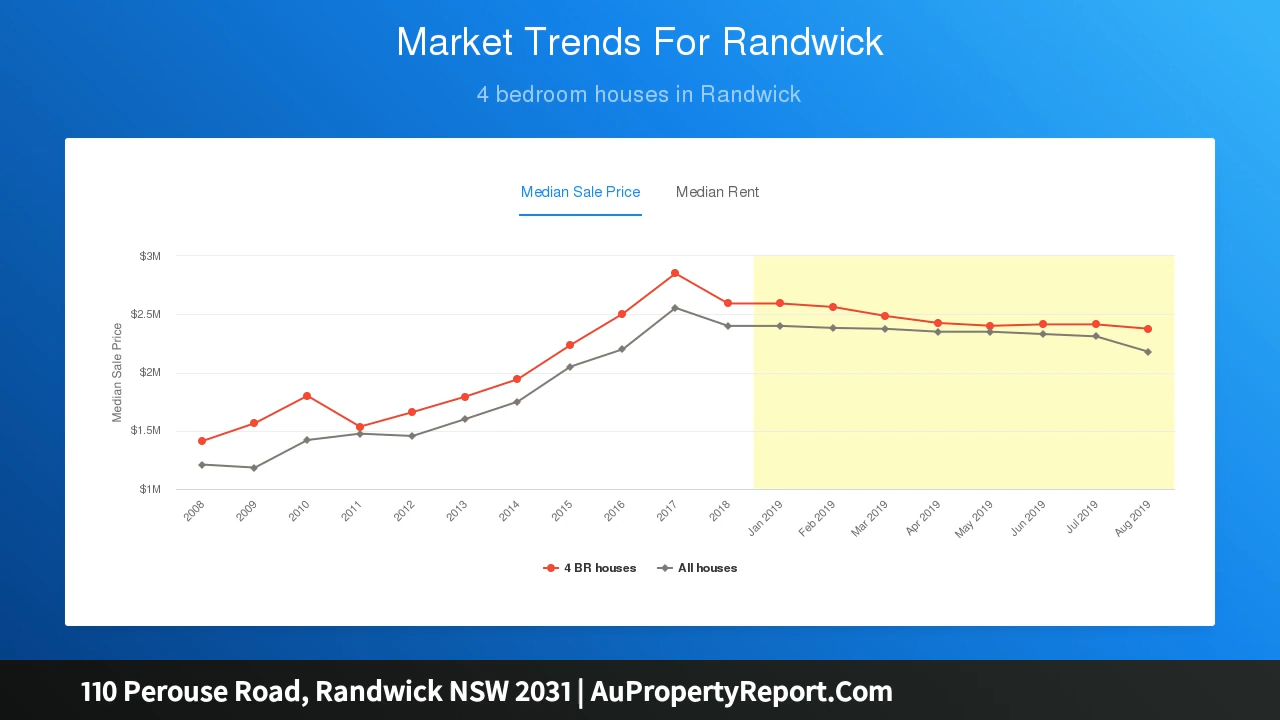 Market Trends For Randwick
4 bedroom houses in Randwick
Median Sale Price Median Rent
Median Sale Price
$3M
$2.5M
$2M
$1.5M
$1M
2008 2009 2010 2011 2012 2013 2014 2015 2016 2017 2018 Jan 2019 Feb 2019 Mar 2019 Apr 2019 May 2019 Jun 2019 Jul 2019 Aug 2019
4 BR houses All houses
110 Perouse Road, Randwick NSW 2031 | AuPropertyReport.Com